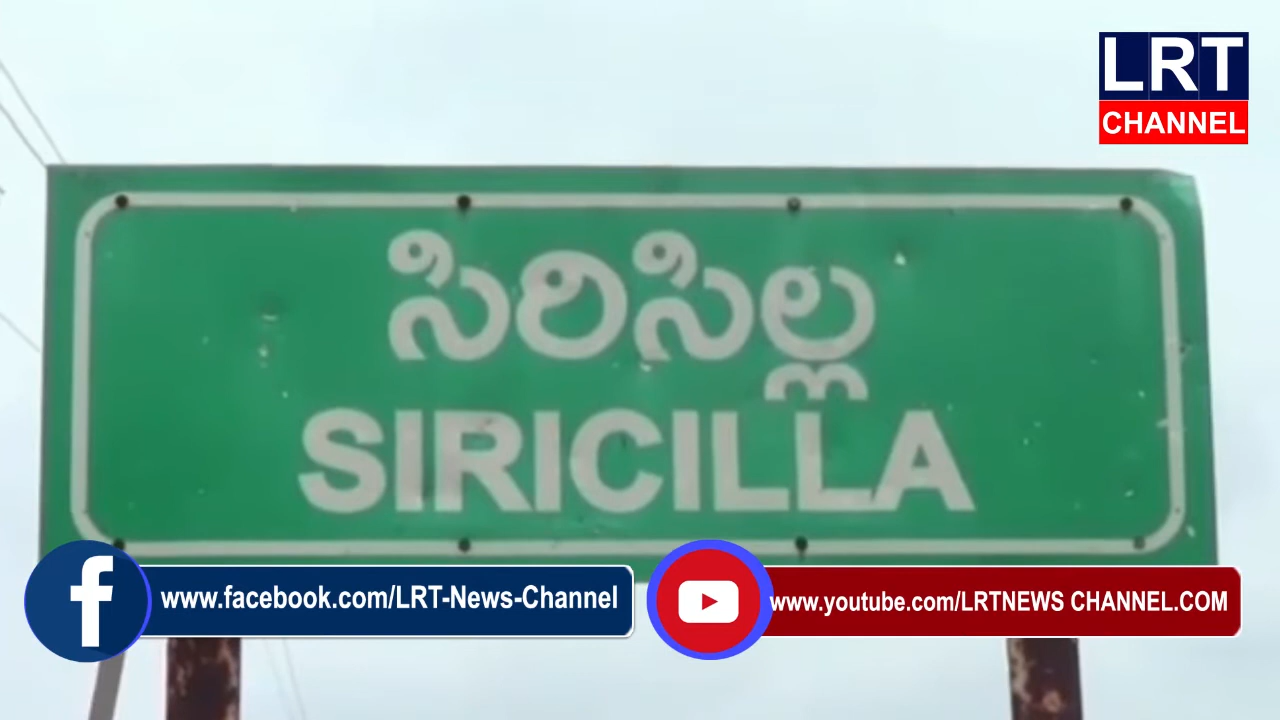 LRT
CHANNEL
సిరిసిల్ల
SIRICILLA
www.facebook.com/LRT-News-Channel
www.youtube.com/LRTNEWS CHANNEL.COM